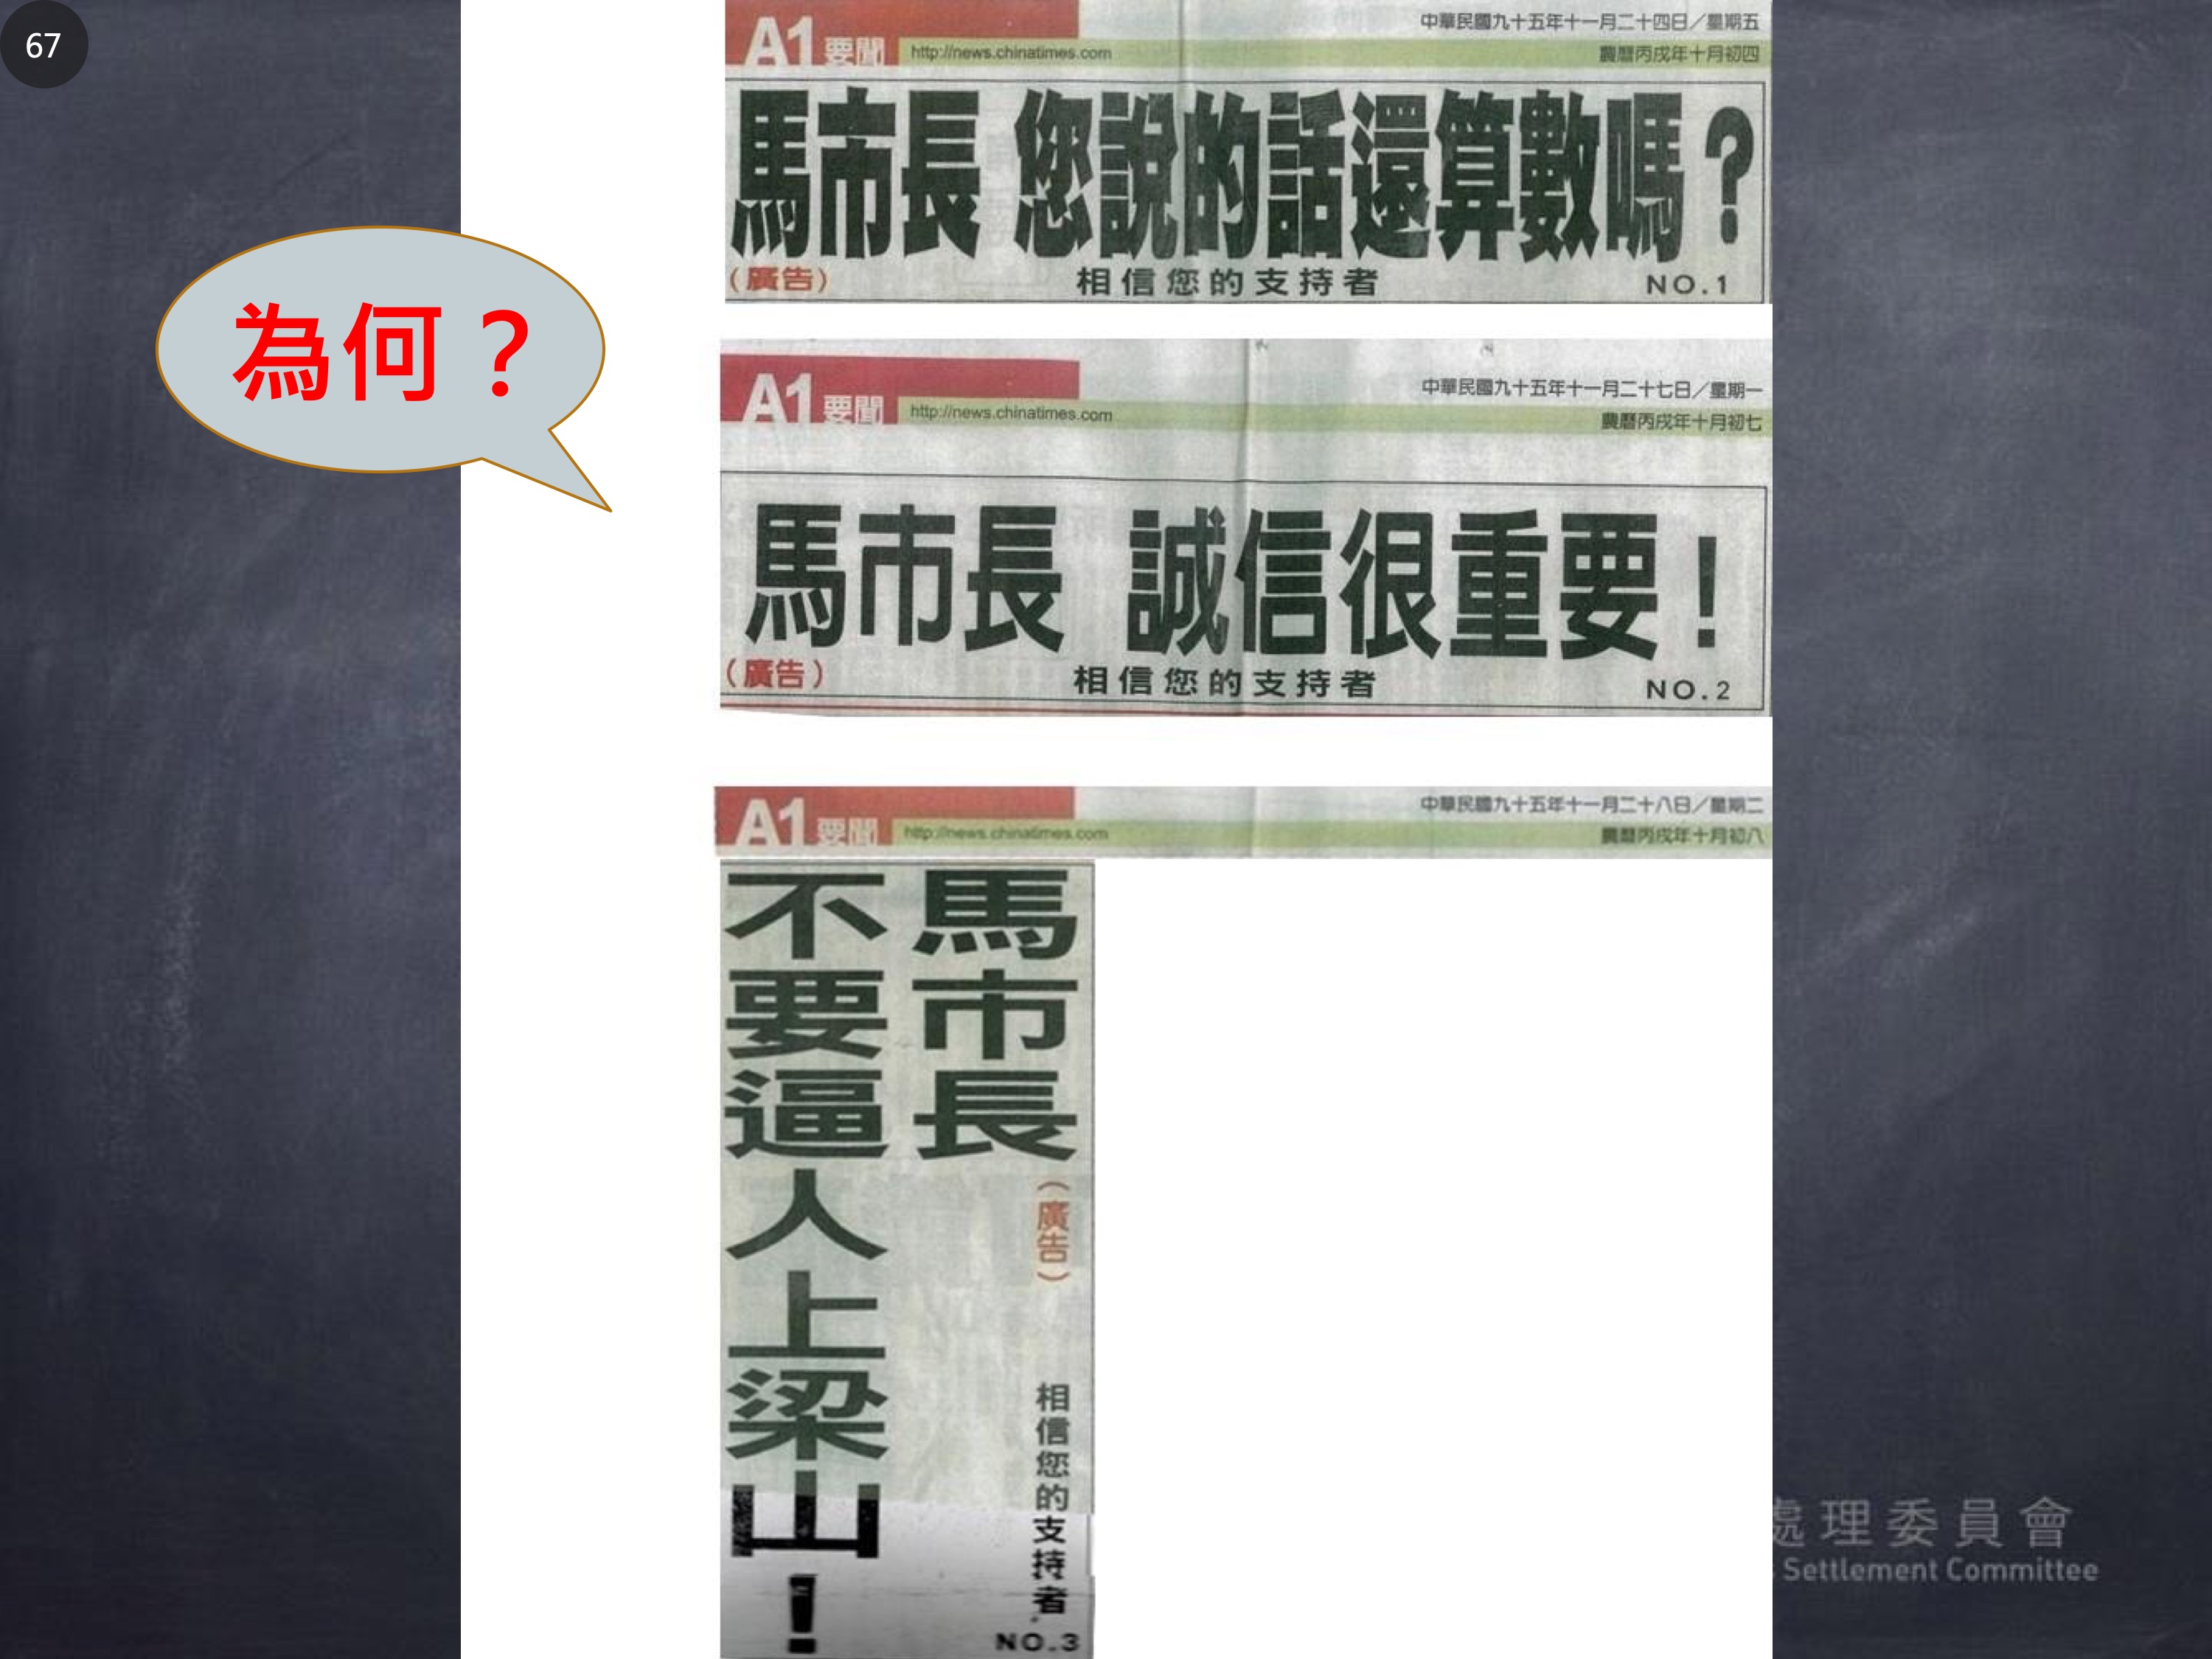 67
為何？
A1要聞
http://news.chinatimes.com
中華民國九十五年十一月二十四日／星期五
農曆丙戌年十月初四
馬市長 您說的話還算數嗎？
（廣告）
相信您的支持者
NO.1
A1要聞
http://news.chinatimes.com
中華民國九十五年十一月二十七日／星期一
農曆丙戌年十月初七
馬市長 誠信很重要！
（廣告）
相信您的支持者
NO.2
A1要聞
http://news.chinatimes.com
中華民國九十五年十一月二十八日／星期二
農曆丙戌年十月初八
馬市長
不要逼人上梁山！
（廣告）
相信您的支持者
NO.3
處理委員會
Settlement Committee